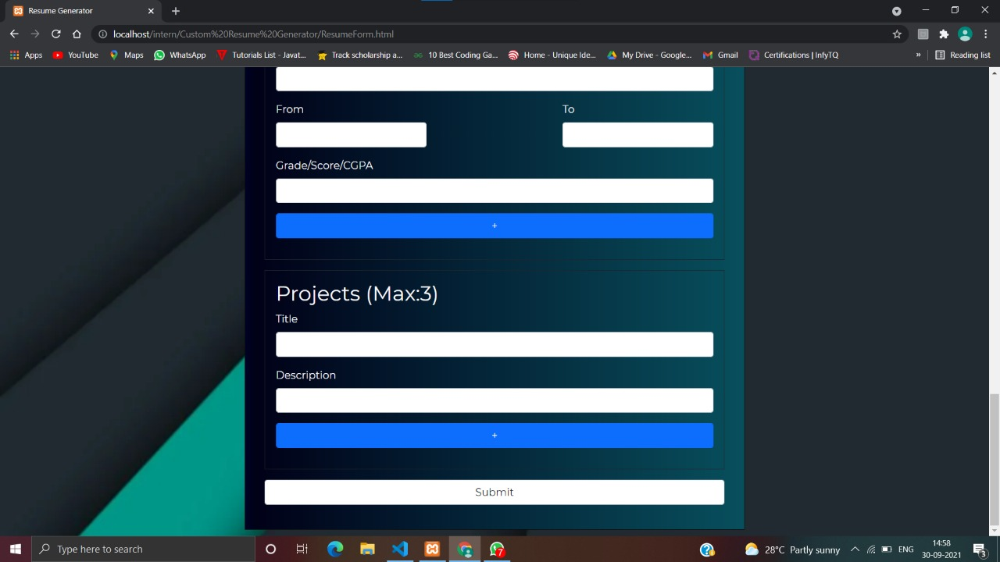 Resume Generator
localhost/intern/Custom%20Resume%20Generator/ResumeForm.html
Apps YouTube Maps WhatsApp Tutorials List - Javat... Track scholarship a... 10 Best Coding Ga... Home - Unique Ide... My Drive - Google... Gmail Certifications | InfyTQ » Reading list
From To
Grade/Score/CGPA
+
Projects (Max:3)
Title
Description
+
Submit
Type here to search 7 28°C Partly sunny ENG 14:58
30-09-2021 3